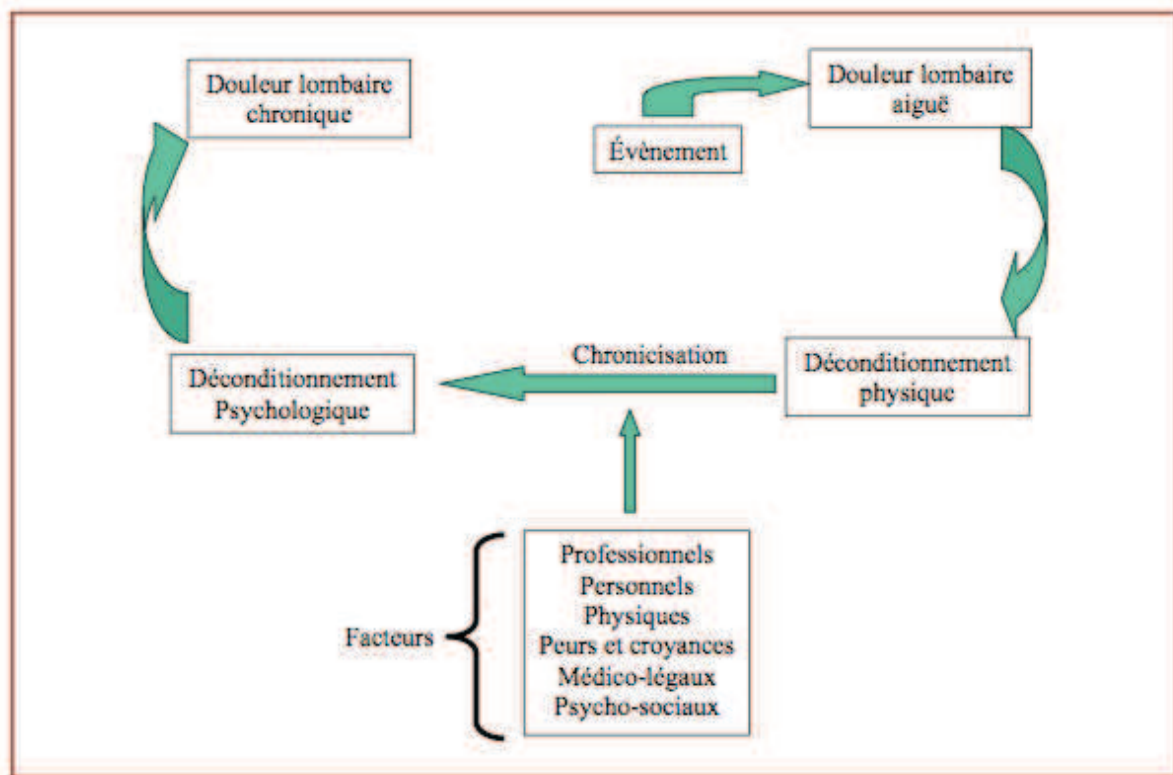 Douleur lombaire
chronique
Douleur lombaire
aiguë
Évènement
Chronicisation
Déconditionnement
Psychologique
Déconditionnement
physique
Facteurs
Professionnels
Personnels
Physiques
Peurs et croyances
Médico-légaux
Psycho-sociaux